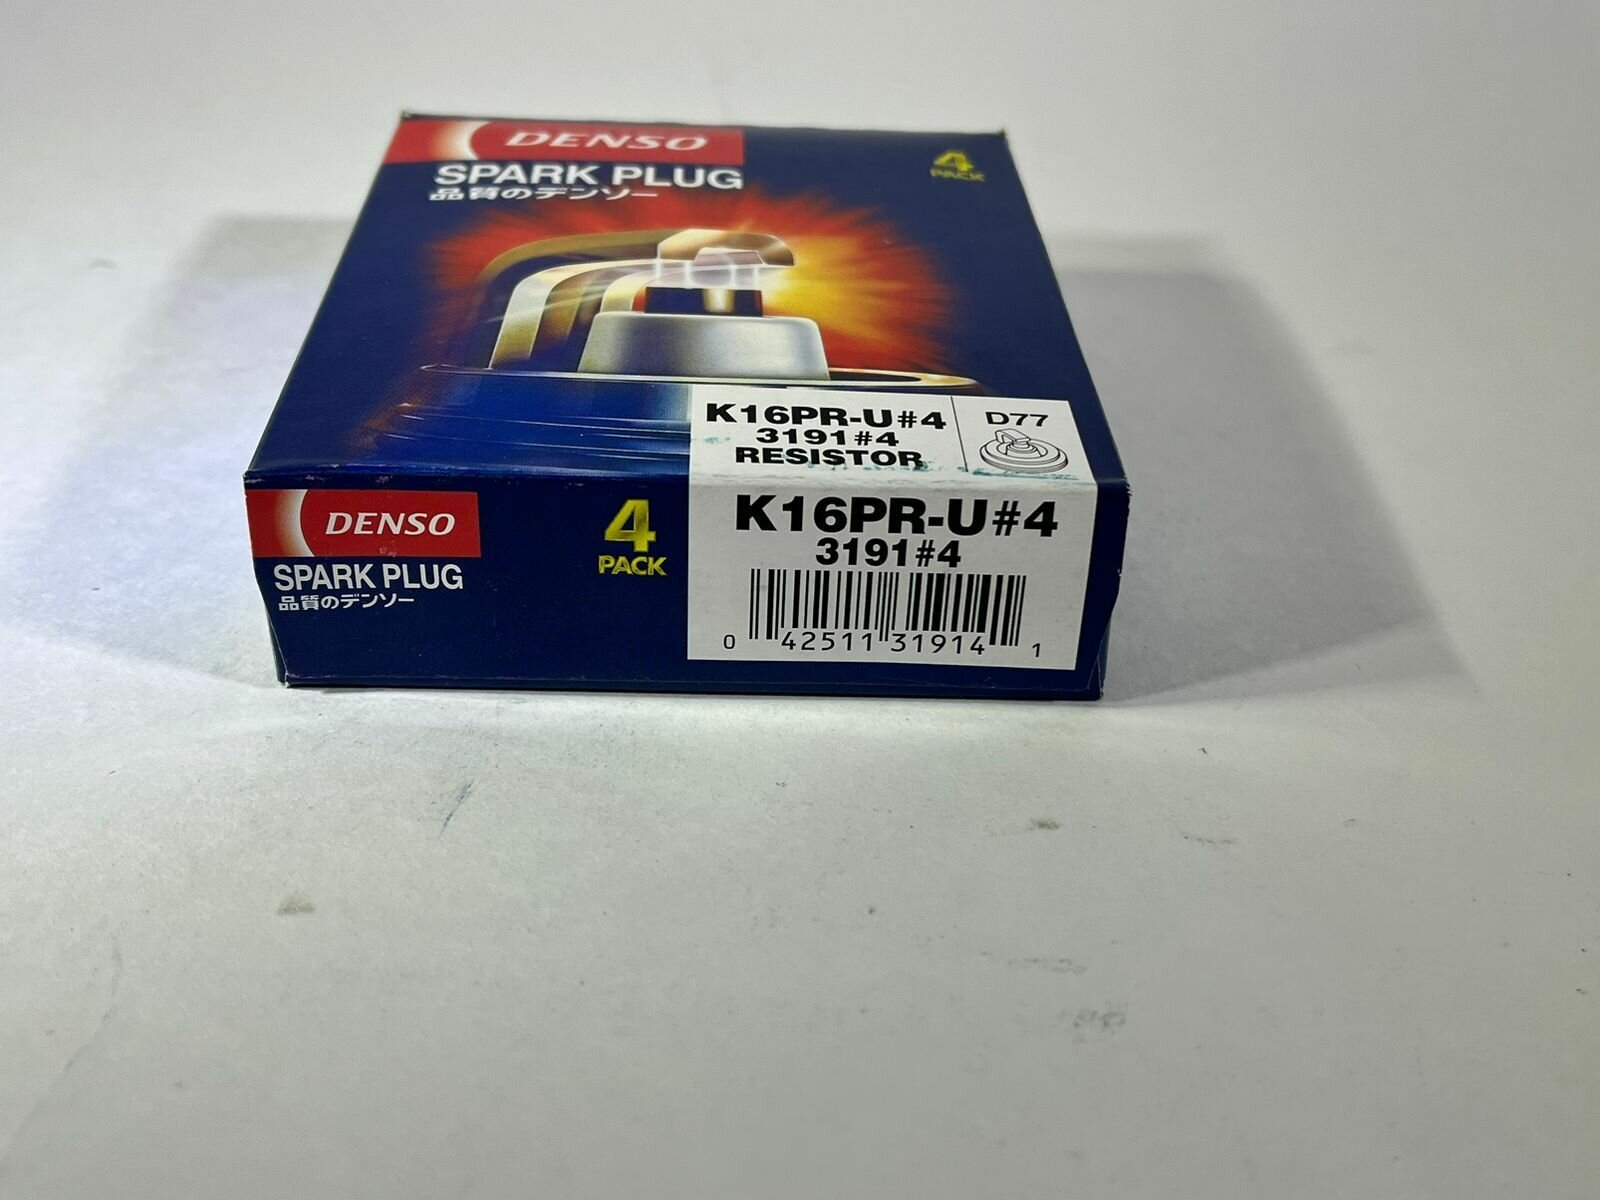 DENSO
SPARK PLUG
品質のデンソー
4
PACK
K16PR-U#4
3191#4
RESISTOR
D77
DENSO
SPARK PLUG
品質のデンソー
4
PACK
K16PR-U#4
3191#4
0 42511 31914 1